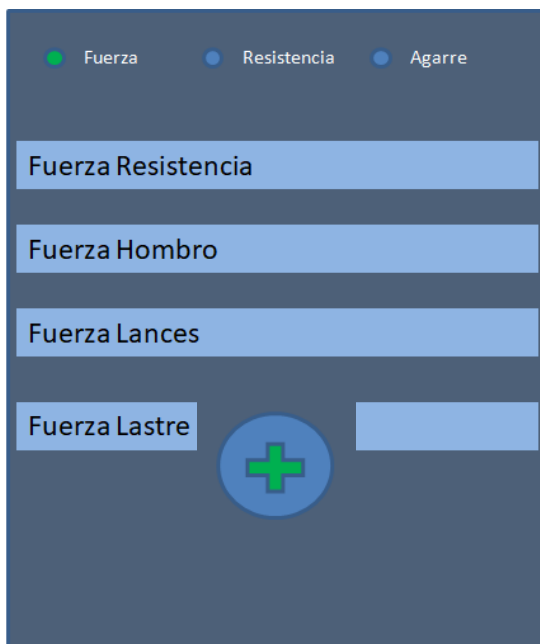 Fuerza Resistencia Agarre
Fuerza Resistencia
Fuerza Hombro
Fuerza Lances
Fuerza Lastre